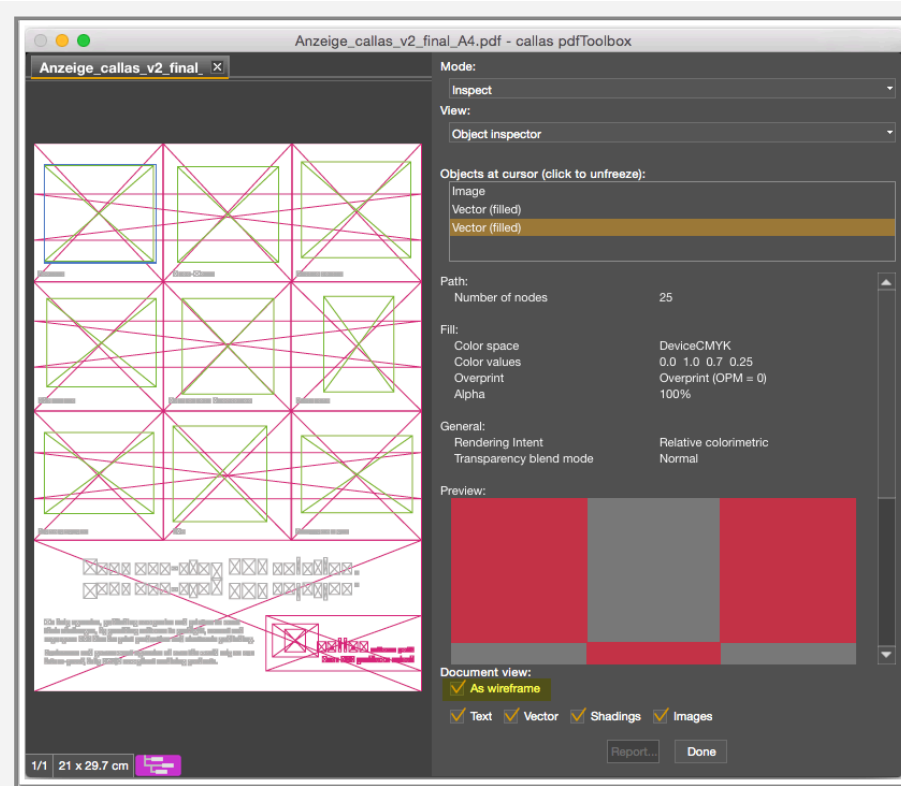 Anzeige_callas_v2_final_A4.pdf - callas pdfToolbox
Anzeige_callas_v2_final_
Mode:
Inspect
View:
Object inspector
Objects at cursor (click to unfreeze):
Image
Vector (filled)
Vector (filled)
Path:
Number of nodes 25
Fill:
Color space DeviceCMYK
Color values 0.0 1.0 0.7 0.25
Overprint Overprint (OPM = 0)
Alpha 100%
General:
Rendering Intent Relative colorimetric
Transparency blend mode Normal
Preview:
Document view:
As wireframe
Text Vector Shadings Images
Report... Done
1/1 21 x 29.7 cm